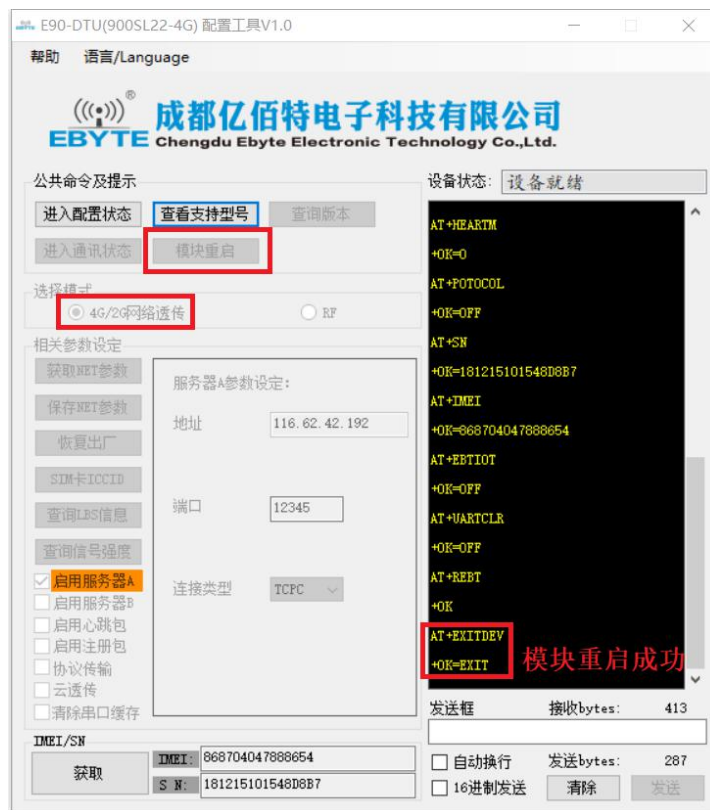 E90-DTU(900SL22-4G) 配置工具V1.0
帮助 语言/Language
®
EBYTE
成都亿佰特电子科技有限公司
Chengdu Ebyte Electronic Technology Co.,Ltd.
公共命令及提示
进入配置状态 查看支持型号 查询版本
进入通讯状态 模块重启
选择模式
4G/2G网络透传 RF
相关参数设定
获取NET参数
保存NET参数
恢复出厂
SIM卡ICCID
查询LBS信息
查询信号强度
启用服务器A
启用服务器B
启用心跳包
启用注册包
协议传输
云透传
清除串口缓存
服务器A参数设定:
地址 116.62.42.192
端口 12345
连接类型 TCPC
IMEI/SN
获取
IMEI: 868704047888654
S N: 181215101548D8B7
设备状态: 设备就绪
AT+HEARTM
+OK=0
AT+POTOCOL
+OK=OFF
AT+SN
+OK=181215101548D8B7
AT+IMEI
+OK=868704047888654
AT+EBTIOT
+OK=OFF
AT+UARTCLR
+OK=OFF
AT+REBT
+OK
AT+EXITDEV
+OK=EXIT
模块重启成功
发送框 接收bytes: 413
自动换行 发送bytes: 287
16进制发送 清除 发送